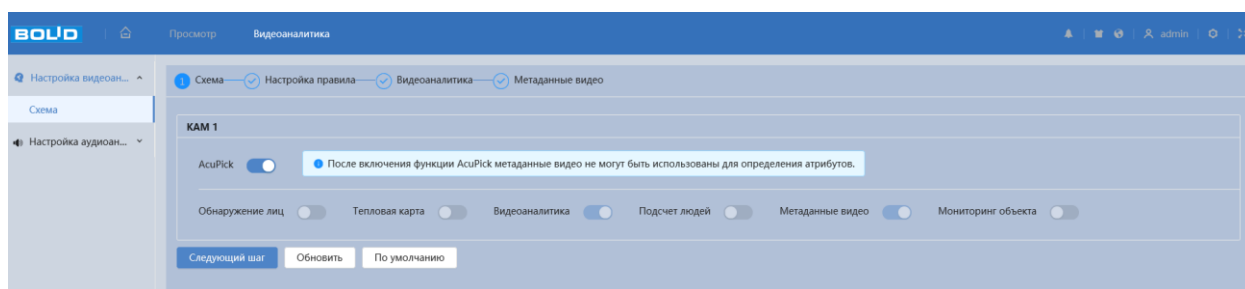 BOLID Просмотр Видеоаналитика admin
Настройка видеоан...
1 Схема Настройка правила Видеоаналитика Метаданные видео
Схема
КАМ 1
Настройка аудиоан...
AcuPick После включения функции AcuPick метаданные видео не могут быть использованы для определения атрибутов.
Обнаружение лиц Тепловая карта Видеоаналитика Подсчет людей Метаданные видео Мониторинг объекта
Следующий шаг Обновить По умолчанию